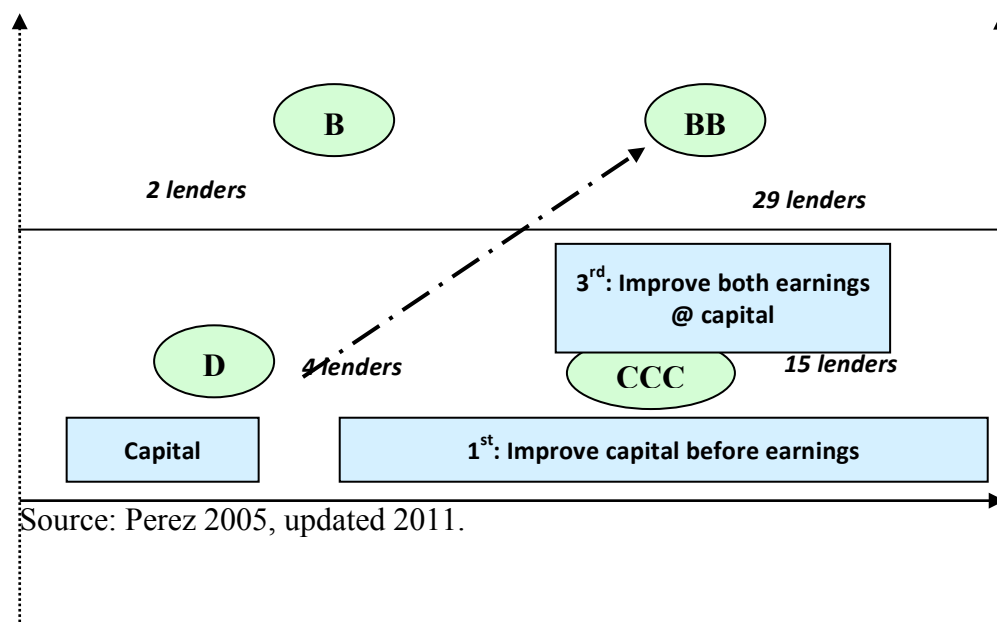 B
BB
2 lenders
29 lenders
3rd: Improve both earnings
@ capital
D
4 lenders
CCC
15 lenders
Capital
1st: Improve capital before earnings
Source: Perez 2005, updated 2011.